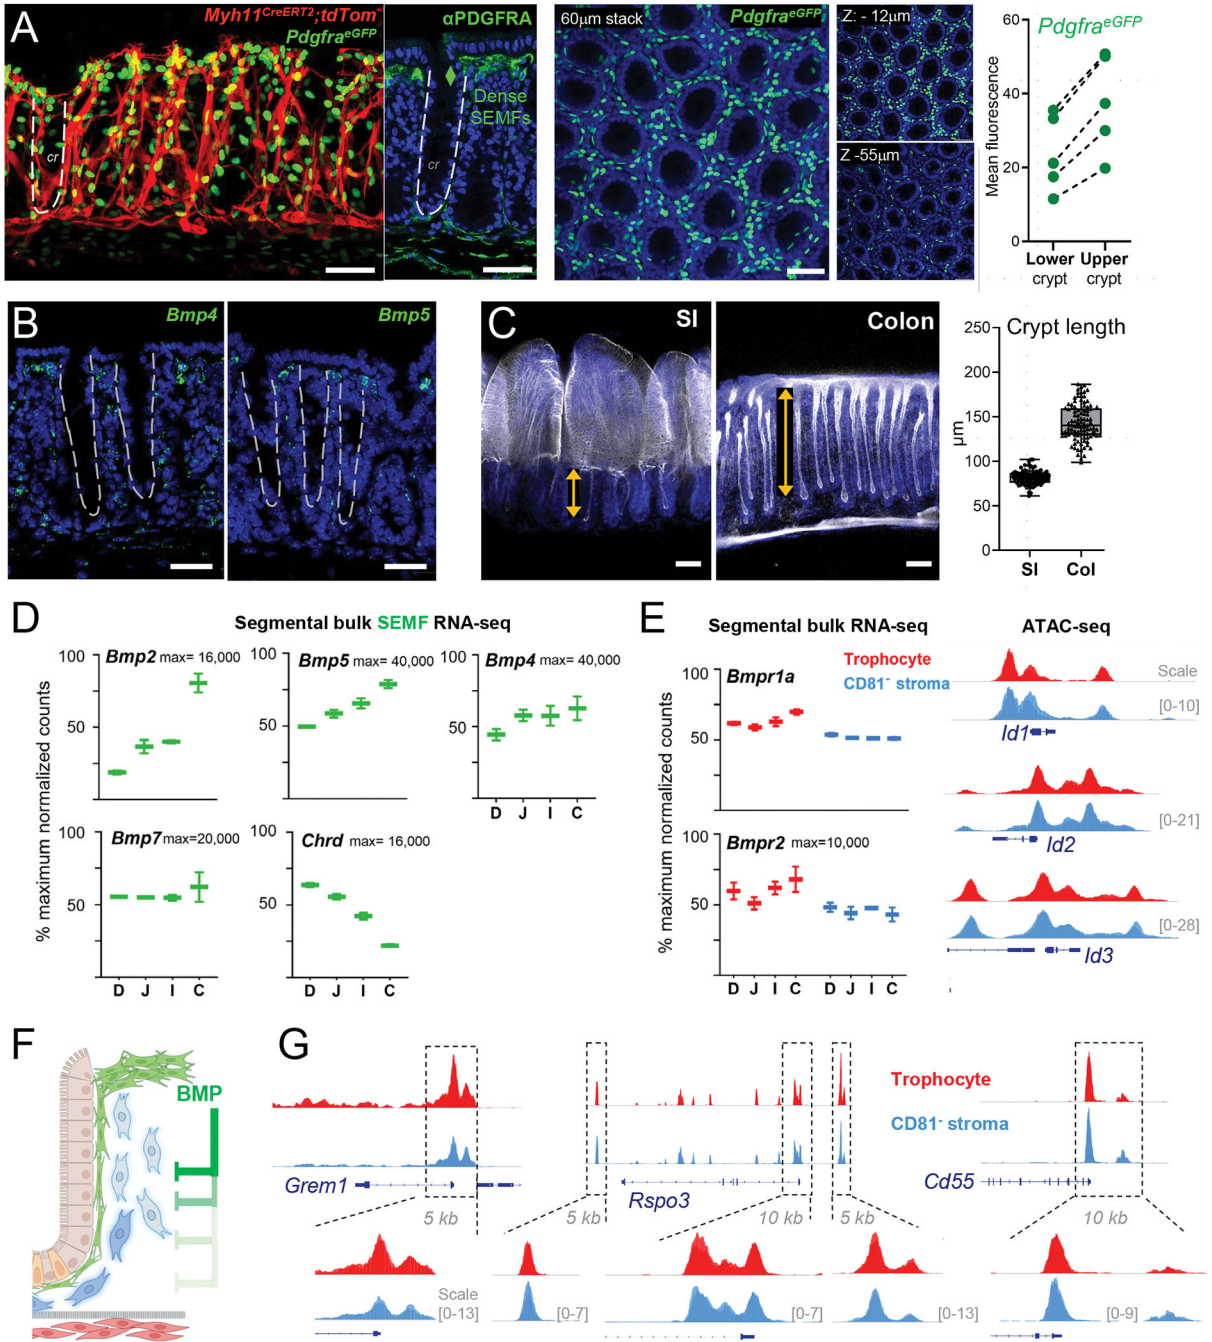 A
Myh11CreERT2;tdTom
PdgfraeGFP
cr
αPDGFRA
Dense
SEMFs
cr
60µm stack
PdgfraeGFP
Z: - 12µm
Z -55µm
PdgfraeGFP
Mean fluorescence
60
40
20
0
Lower Upper
crypt crypt
B
Bmp4
Bmp5
C
SI
Colon
Crypt length
µm
250
200
150
100
50
0
SI Col
D
Segmental bulk SEMF RNA-seq
% maximum normalized counts
100
50
Bmp2 max= 16,000
100
50
Bmp5 max= 40,000
100
50
Bmp4 max= 40,000
D J I C
D J I C
100
50
Bmp7 max=20,000
D J I C
100
50
Chrd max= 16,000
D J I C
E
Segmental bulk RNA-seq
ATAC-seq
% maximum normalized counts
100
50
Bmpr1a
Trophocyte
CD81- stroma
100
50
Bmpr2 max=10,000
D J I C D J I C
Scale
[0-10]
Id1
[0-21]
Id2
[0-28]
Id3
F
BMP
G
Trophocyte
CD81- stroma
Grem1
Rspo3
Cd55
5 kb
5 kb
10 kb
5 kb
10 kb
Scale
[0-13]
[0-7]
[0-7]
[0-13]
[0-9]